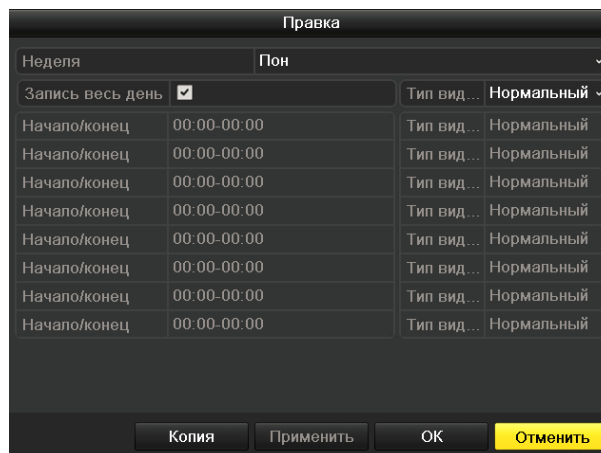 Правка
Неделя Пон
Запись весь день Тип вид... Нормальный
Начало/конец 00:00-00:00 Тип вид... Нормальный
Начало/конец 00:00-00:00 Тип вид... Нормальный
Начало/конец 00:00-00:00 Тип вид... Нормальный
Начало/конец 00:00-00:00 Тип вид... Нормальный
Начало/конец 00:00-00:00 Тип вид... Нормальный
Начало/конец 00:00-00:00 Тип вид... Нормальный
Начало/конец 00:00-00:00 Тип вид... Нормальный
Начало/конец 00:00-00:00 Тип вид... Нормальный
Копия Применить ОК Отменить